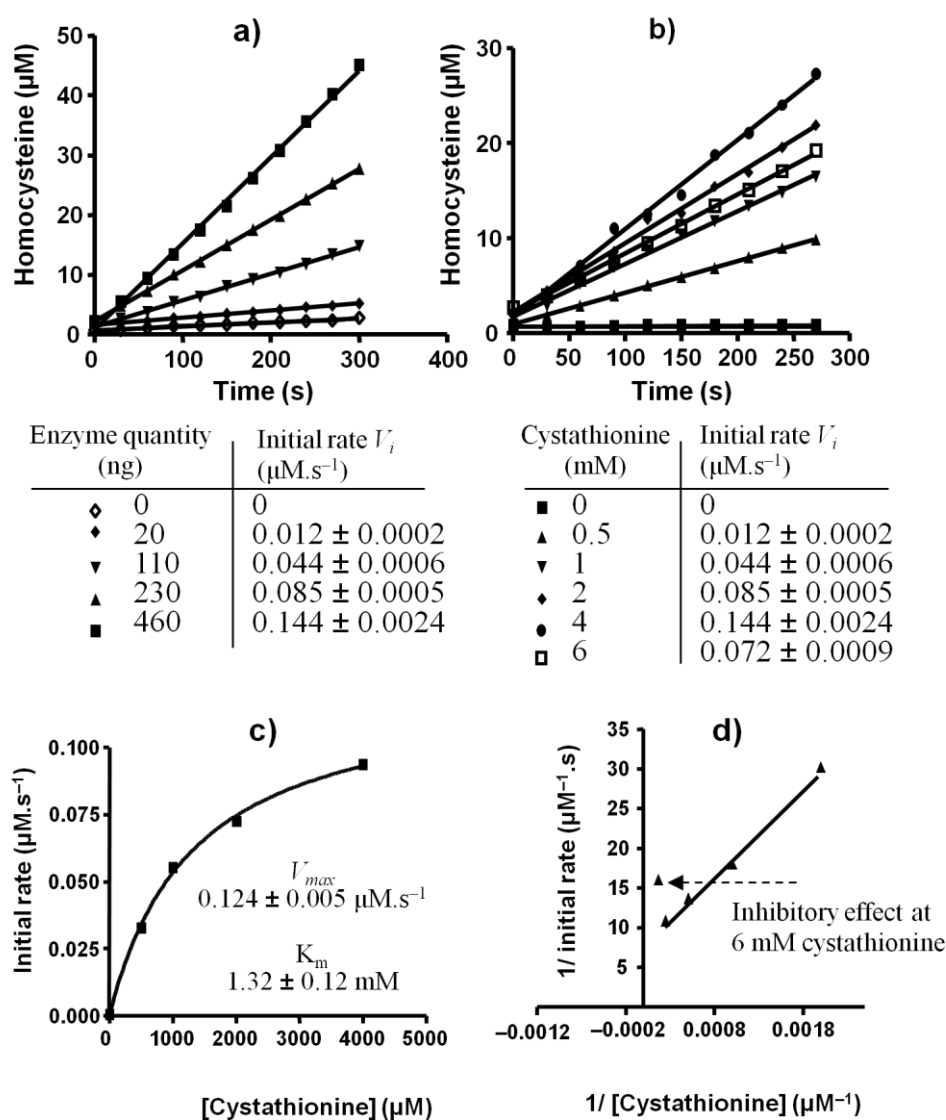 a)
Homocysteine (µM)
50
40
30
20
10
0
0 100 200 300 400
Time (s)
b)
Homocysteine (µM)
30
20
10
0
0 50 100 150 200 250 300
Time (s)
Enzyme quantity Initial rate Vi
(ng) (µM.s⁻¹)
0 0
20 0.012 ± 0.0002
110 0.044 ± 0.0006
230 0.085 ± 0.0005
460 0.144 ± 0.0024
Cystathionine Initial rate Vi
(mM) (µM.s⁻¹)
0 0
0.5 0.012 ± 0.0002
1 0.044 ± 0.0006
2 0.085 ± 0.0005
4 0.144 ± 0.0024
6 0.072 ± 0.0009
c)
Initial rate (µM.s⁻¹)
0.100
0.075
0.050
0.025
0.000
Vmax
0.124 ± 0.005 µM.s⁻¹
Km
1.32 ± 0.12 mM
0 1000 2000 3000 4000 5000
[Cystathionine] (µM)
d)
1/ initial rate (µM⁻¹.s)
35
30
25
20
15
10
5
Inhibitory effect at
6 mM cystathionine
−0.0012 −0.0002 0.0008 0.0018
1/ [Cystathionine] (µM⁻¹)